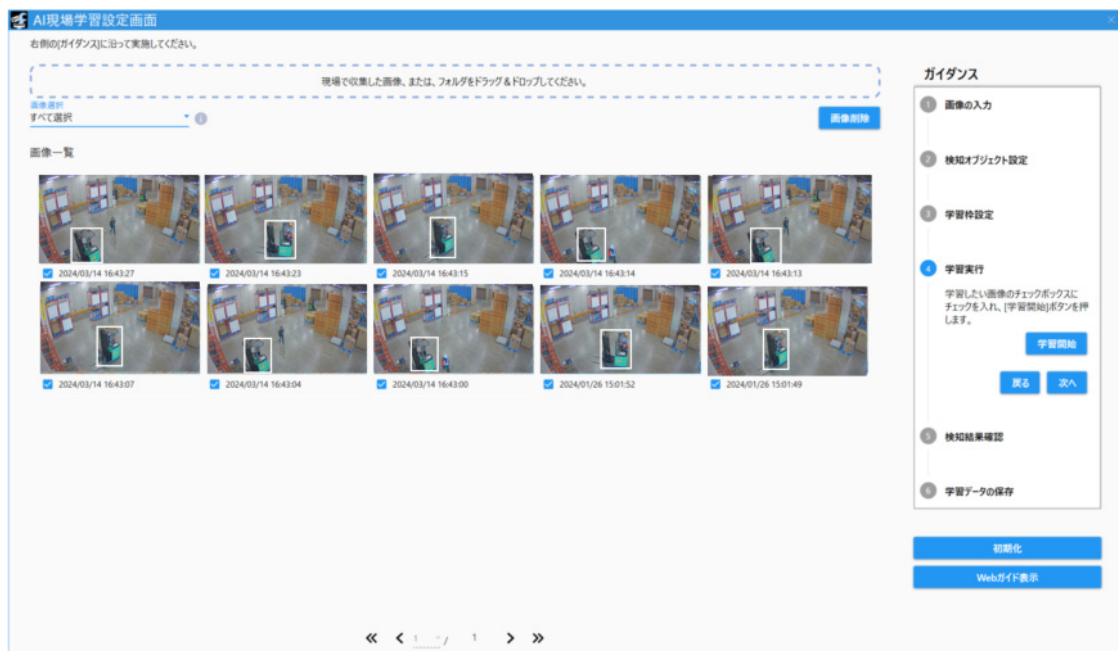 AI現場学習設定画面
右側の[ガイダンス]に沿って実施してください。
現場で収集した画像、または、フォルダをドラッグ&ドロップしてください。
画像選択
すべて選択
画像削除
画像一覧
2024/03/14 16:43:27
2024/03/14 16:43:23
2024/03/14 16:43:15
2024/03/14 16:43:14
2024/03/14 16:43:13
2024/03/14 16:43:07
2024/03/14 16:43:04
2024/03/14 16:43:00
2024/01/26 15:01:52
2024/01/26 15:01:49
1 / 1
ガイダンス
1 画像の入力
2 検知オブジェクト設定
3 学習枠設定
4 学習実行
学習したい画像のチェックボックスに
チェックを入れ、[学習開始]ボタンを押
します。
学習開始
戻る 次へ
5 検知結果確認
6 学習データの保存
初期化
Webガイド表示